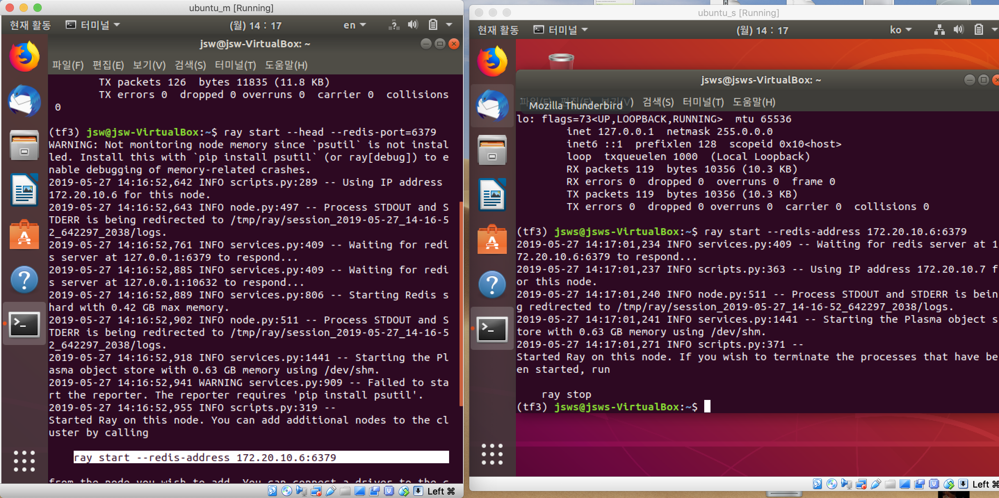 ubuntu_m [Running]
현재 활동 터미널 (월) 14 : 17 en
jsw@jsw-VirtualBox: ~
파일(F) 편집(E) 보기(V) 검색(S) 터미널(T) 도움말(H)
TX packets 126 bytes 11835 (11.8 KB)
TX errors 0 dropped 0 overruns 0 carrier 0 collisions
0
(tf3) jsw@jsw-VirtualBox:~$ ray start --head --redis-port=6379
WARNING: Not monitoring node memory since `psutil` is not instal
led. Install this with `pip install psutil` (or ray[debug]) to e
nable debugging of memory-related crashes.
2019-05-27 14:16:52,642 INFO scripts.py:289 -- Using IP address
172.20.10.6 for this node.
2019-05-27 14:16:52,643 INFO node.py:497 -- Process STDOUT and S
TDERR is being redirected to /tmp/ray/session_2019-05-27_14-16-5
2_642297_2038/logs.
2019-05-27 14:16:52,761 INFO services.py:409 -- Waiting for redi
s server at 127.0.0.1:6379 to respond...
2019-05-27 14:16:52,885 INFO services.py:409 -- Waiting for redi
s server at 127.0.0.1:10632 to respond...
2019-05-27 14:16:52,889 INFO services.py:806 -- Starting Redis s
hard with 0.42 GB max memory.
2019-05-27 14:16:52,902 INFO node.py:511 -- Process STDOUT and S
TDERR is being redirected to /tmp/ray/session_2019-05-27_14-16-5
2_642297_2038/logs.
2019-05-27 14:16:52,918 INFO services.py:1441 -- Starting the Pl
asma object store with 0.63 GB memory using /dev/shm.
2019-05-27 14:16:52,941 WARNING services.py:909 -- Failed to sta
rt the reporter. The reporter requires 'pip install psutil'.
2019-05-27 14:16:52,955 INFO scripts.py:319 --
Started Ray on this node. You can add additional nodes to the cl
uster by calling
ray start --redis-address 172.20.10.6:6379
from the node you wish to add. You can connect a driver to the c
Left ⌘
ubuntu_s [Running]
현재 활동 터미널 (월) 14 : 17 ko
jsws@jsws-VirtualBox: ~
파일(F) 편집(E) 보기(V) 검색(S) 터미널(T) 도움말(H)
Mozilla Thunderbird
lo: flags=73<UP,LOOPBACK,RUNNING> mtu 65536
inet 127.0.0.1 netmask 255.0.0.0
inet6 ::1 prefixlen 128 scopeid 0x10<host>
loop txqueuelen 1000 (Local Loopback)
RX packets 119 bytes 10356 (10.3 KB)
RX errors 0 dropped 0 overruns 0 frame 0
TX packets 119 bytes 10356 (10.3 KB)
TX errors 0 dropped 0 overruns 0 carrier 0 collisions 0
(tf3) jsws@jsws-VirtualBox:~$ ray start --redis-address 172.20.10.6:6379
2019-05-27 14:17:01,234 INFO services.py:409 -- Waiting for redis server at 1
72.20.10.6:6379 to respond...
2019-05-27 14:17:01,237 INFO scripts.py:363 -- Using IP address 172.20.10.7 f
or this node.
2019-05-27 14:17:01,240 INFO node.py:511 -- Process STDOUT and STDERR is bein
g redirected to /tmp/ray/session_2019-05-27_14-16-52_642297_2038/logs.
2019-05-27 14:17:01,241 INFO services.py:1441 -- Starting the Plasma object s
tore with 0.63 GB memory using /dev/shm.
2019-05-27 14:17:01,271 INFO scripts.py:371 --
Started Ray on this node. If you wish to terminate the processes that have be
en started, run
ray stop
(tf3) jsws@jsws-VirtualBox:~$
Left ⌘